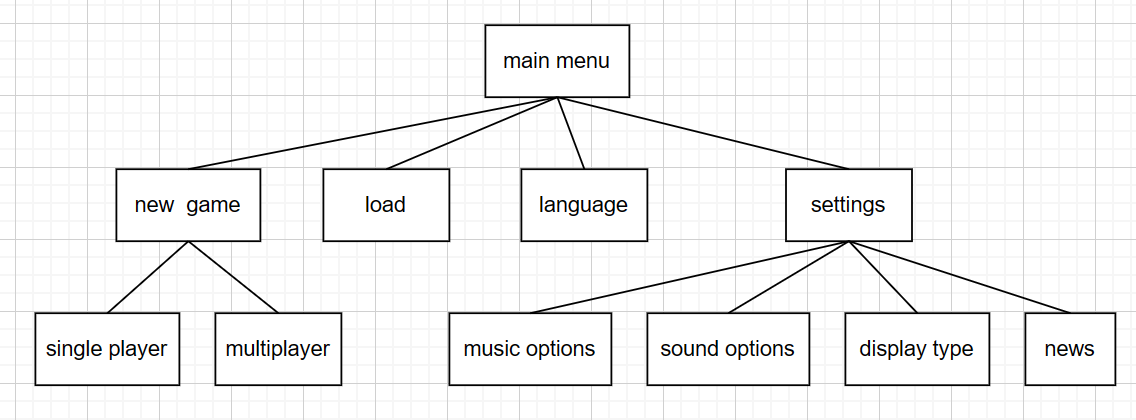 main menu
new  game
load
language
settings
single player
multiplayer
music options
sound options
display type
news